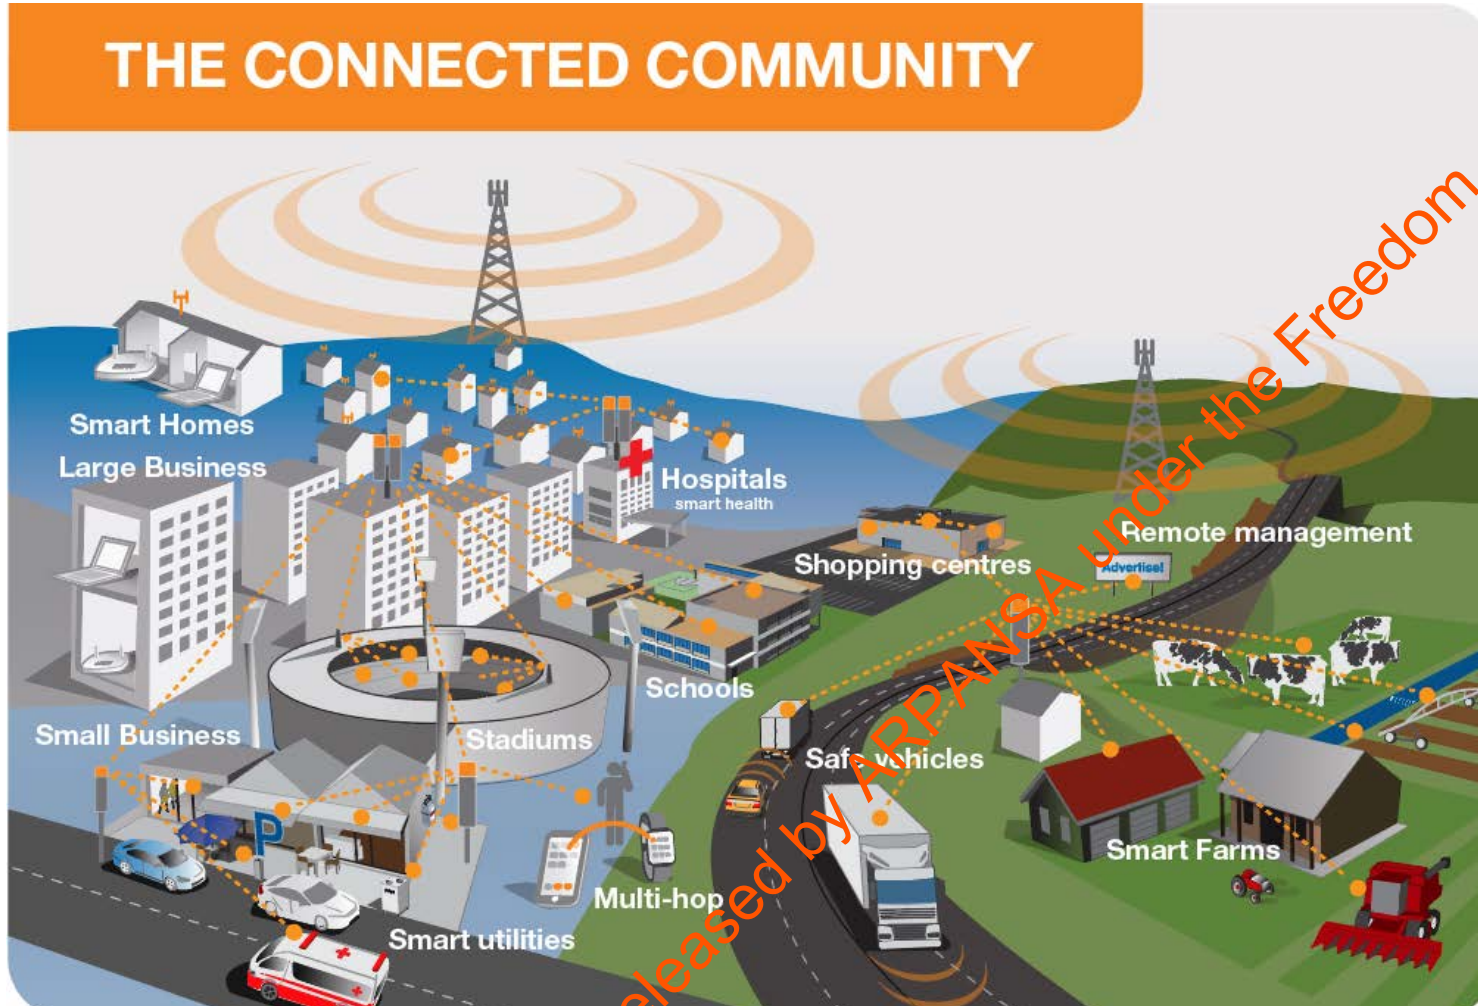 THE CONNECTED COMMUNITY
Smart Homes
Large Business
Hospitals
smart health
Remote management
Shopping centres
Advertise!
Schools
Small Business
Stadiums
Safe vehicles
P
Smart Farms
Multi-hop
Smart utilities
eleased by ARPANSA under the Freedom